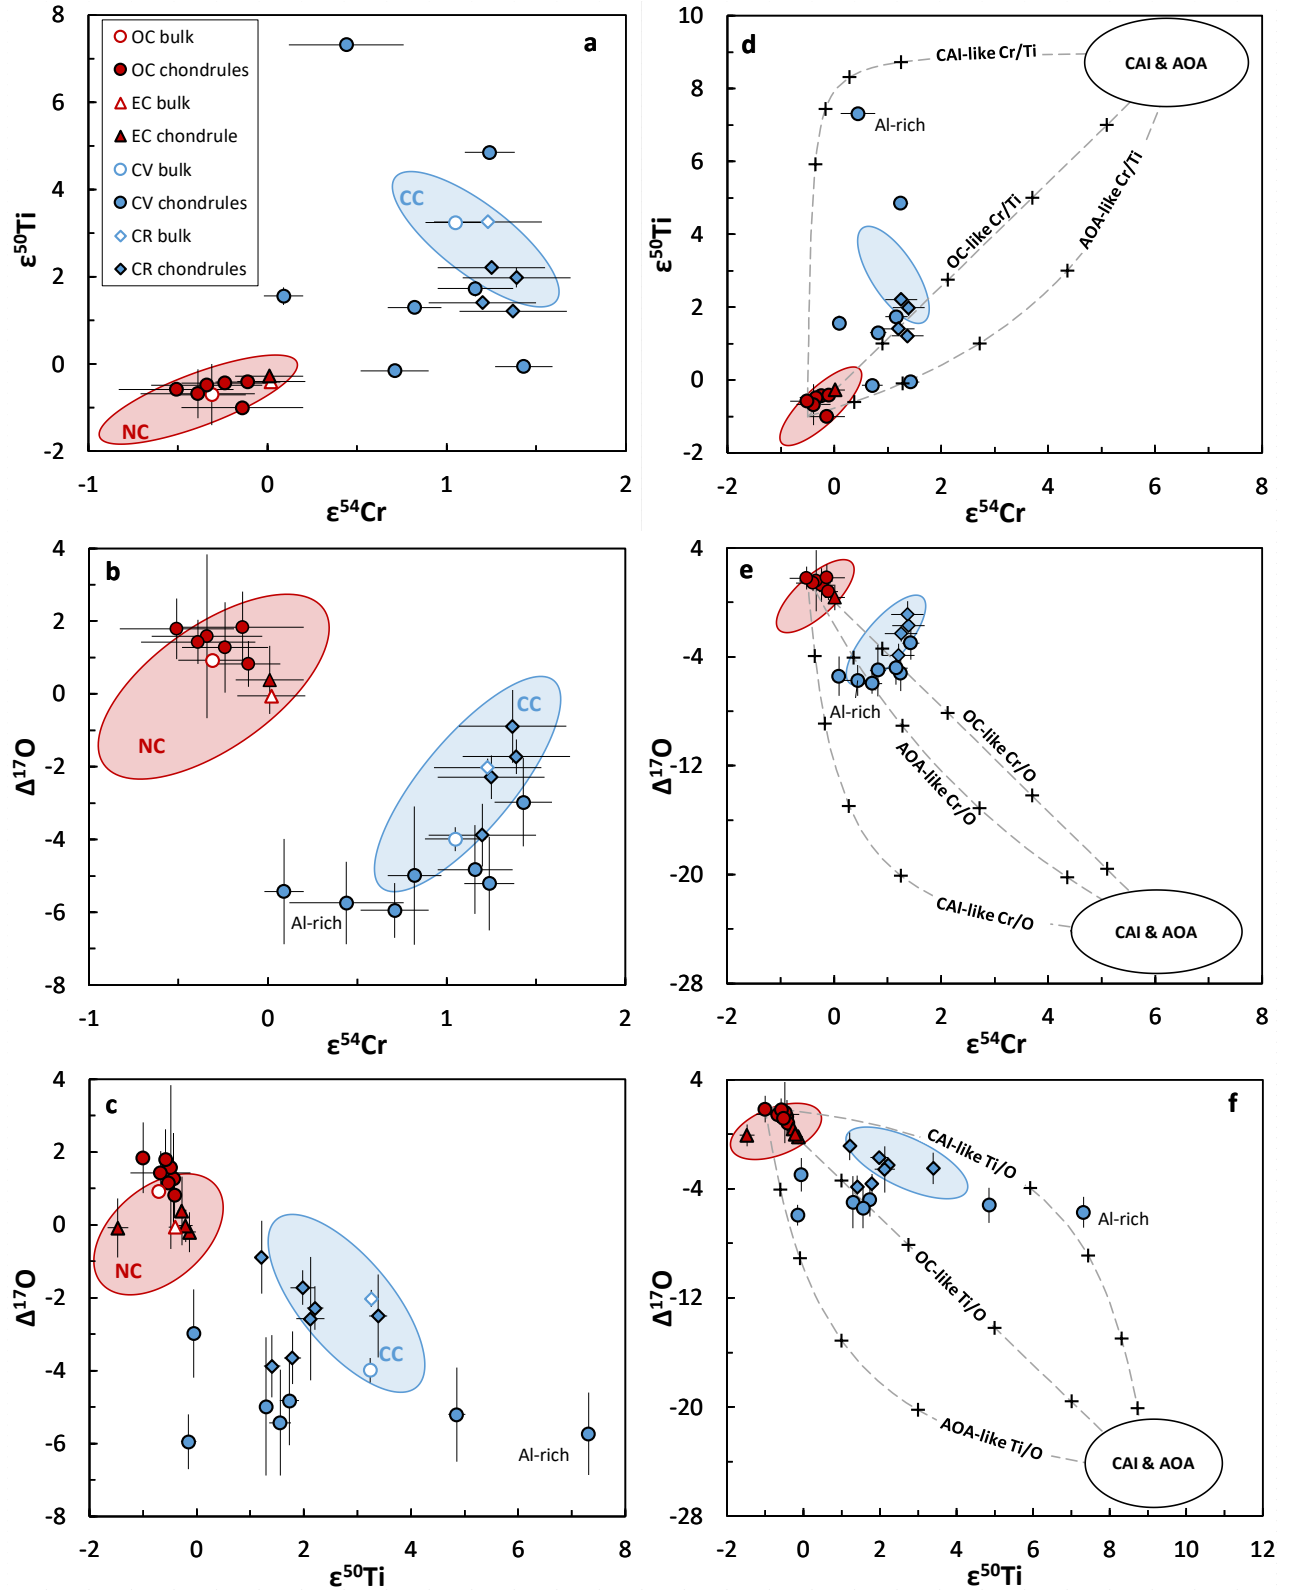 a
OC bulk
OC chondrules
EC bulk
EC chondrule
CV bulk
CV chondrules
CR bulk
CR chondrules
CC
NC
8
6
4
2
0
-2
-1
0
1
2
ε⁵⁰Ti
ε⁵⁴Cr
d
CAI-like Cr/Ti
CAI & AOA
Al-rich
OC-like Cr/Ti
AOA-like Cr/Ti
10
8
6
4
2
0
-2
-2
0
2
4
6
8
ε⁵⁰Ti
ε⁵⁴Cr
b
NC
CC
Al-rich
4
2
0
-2
-4
-6
-8
-1
0
1
2
Δ¹⁷O
ε⁵⁴Cr
e
Al-rich
OC-like Cr/O
AOA-like Cr/O
CAI-like Cr/O
CAI & AOA
4
-4
-12
-20
-28
-2
0
2
4
6
8
Δ¹⁷O
ε⁵⁴Cr
c
NC
CC
Al-rich
4
2
0
-2
-4
-6
-8
-2
0
2
4
6
8
Δ¹⁷O
ε⁵⁰Ti
f
CAI-like Ti/O
Al-rich
OC-like Ti/O
AOA-like Ti/O
CAI & AOA
4
-4
-12
-20
-28
-2
0
2
4
6
8
10
12
Δ¹⁷O
ε⁵⁰Ti